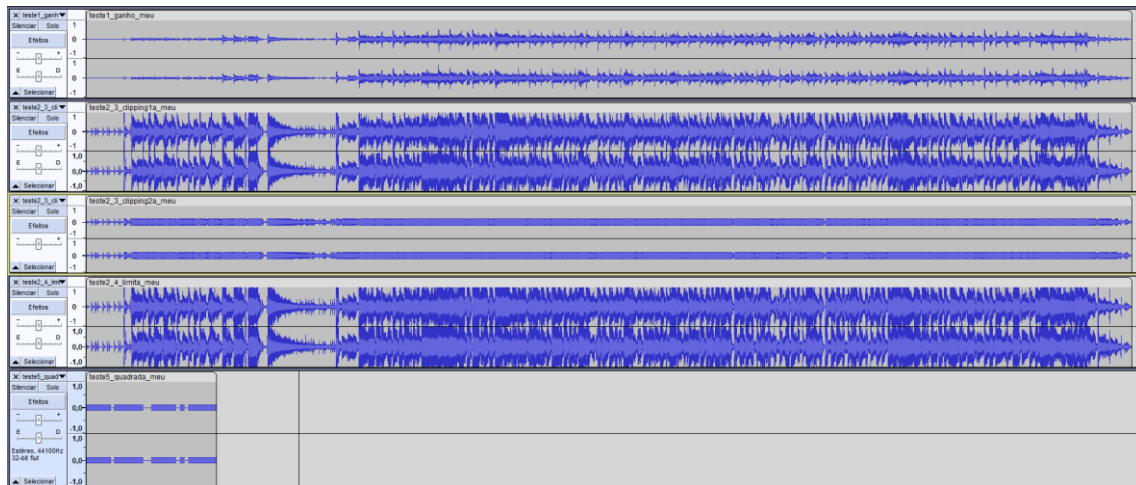 × teste1_ganh▼ teste1_ganho_meu
Silenciar Solo 1
Efeitos 0
- + -1
1
E D 0
▲ Selecionar -1
× teste2_3_cli▼ teste2_3_clipping1a_meu
Silenciar Solo 1
Efeitos 0
- + -1
1,0
E D 0,0
▲ Selecionar -1,0
× teste2_3_cli▼ teste2_3_clipping2a_meu
Silenciar Solo 1
Efeitos 0
- + -1
1
0
▲ Selecionar -1
× teste2_4_limi▼ teste2_4_limita_meu
Silenciar Solo 1
Efeitos 0
- + -1
1,0
E D 0,0
▲ Selecionar -1,0
× teste5_quad▼ teste5_quadrada_meu
Silenciar Solo 1,0
Efeitos 0,0
- + -1,0
E D 1,0
Estéreo, 44100Hz
32-bit flut 0,0
▲ Selecionar -1,0